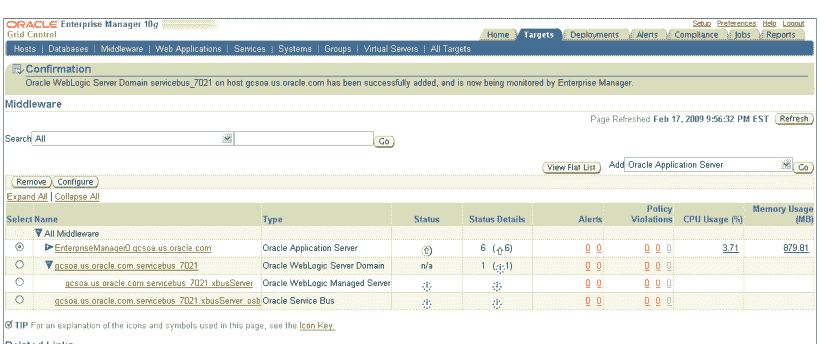 ORACLE Enterprise Manager 10g
Grid Control
Setup Preferences Help Logout
Home Targets Deployments Alerts Compliance Jobs Reports
Hosts | Databases | Middleware | Web Applications | Services | Systems | Groups | Virtual Servers | All Targets
Confirmation
Oracle WebLogic Server Domain servicebus_7021 on host gcsoa.us.oracle.com has been successfully added, and is now being monitored by Enterprise Manager.
Middleware
Page Refreshed Feb 17, 2009 9:56:32 PM EST Refresh
Search All Go
View Flat List Add Oracle Application Server Go
Remove Configure
Expand All | Collapse All
Select Name Type Status Status Details Alerts Policy Violations CPU Usage (%) Memory Usage (MB)
All Middleware
EnterpriseManager0.gcsoa.us.oracle.com Oracle Application Server 6 (6) 0 0 0 0 0 3.71 879.81
gcsoa.us.oracle.com.servicebus_7021 Oracle WebLogic Server Domain n/a 1 (1) 0 0 0 0 0
gcsoa.us.oracle.com.servicebus_7021.xbusServer Oracle WebLogic Managed Server 0 0 0 0 0
gcsoa.us.oracle.com.servicebus_7021.xbusServer_osb Oracle Service Bus 0 0 0 0 0
TIP For an explanation of the icons and symbols used in this page, see the Icon Key.
Related Links